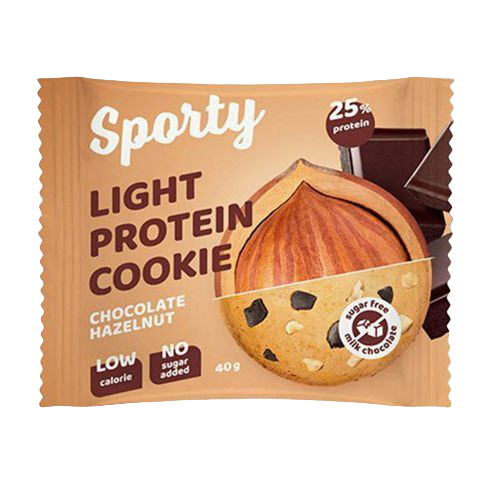 Sporty
25%
protein
LIGHT
PROTEIN
COOKIE
CHOCOLATE
HAZELNUT
sugar free
milk chocolate
LOW
calorie
NO
sugar
added
40g